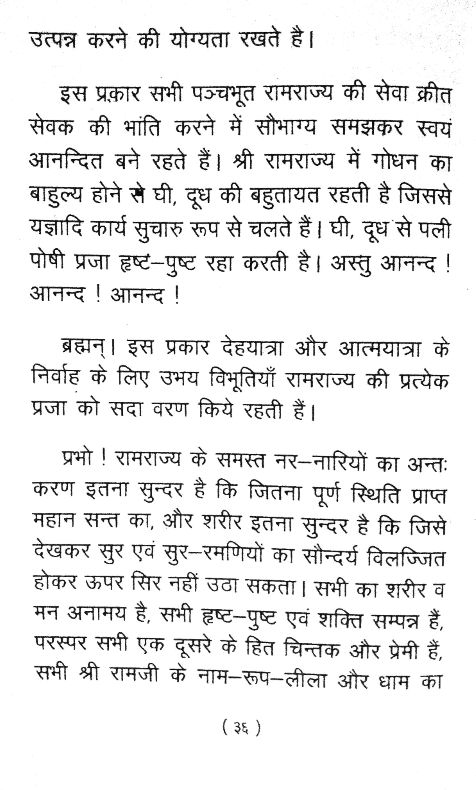 उत्पन्न करने की योग्यता रखते है।
इस प्रकार सभी पञ्चभूत रामराज्य की सेवा क्रीत
सेवक की भांति करने में सौभाग्य समझकर स्वयं
आनन्दित बने रहते हैं। श्री रामराज्य में गोधन का
बाहुल्य होने से घी, दूध की बहुतायत रहती है जिससे
यज्ञादि कार्य सुचारु रूप से चलते हैं। घी, दूध से पली
पोषी प्रजा हृष्ट-पुष्ट रहा करती है। अस्तु आनन्द !
आनन्द ! आनन्द !
ब्रह्मन्। इस प्रकार देहयात्रा और आत्मयात्रा के
निर्वाह के लिए उभय विभूतियाँ रामराज्य की प्रत्येक
प्रजा को सदा वरण किये रहती हैं।
प्रभो ! रामराज्य के समस्त नर-नारियों का अन्तः
करण इतना सुन्दर है कि जितना पूर्ण स्थिति प्राप्त
महान सन्त का, और शरीर इतना सुन्दर है कि जिसे
देखकर सुर एवं सुर-रमणियों का सौन्दर्य विलज्जित
होकर ऊपर सिर नहीं उठा सकता। सभी का शरीर व
मन अनामय है, सभी हृष्ट-पुष्ट एवं शक्ति सम्पन्न हैं,
परस्पर सभी एक दूसरे के हित चिन्तक और प्रेमी हैं,
सभी श्री रामजी के नाम-रूप-लीला और धाम का
( ३६ )